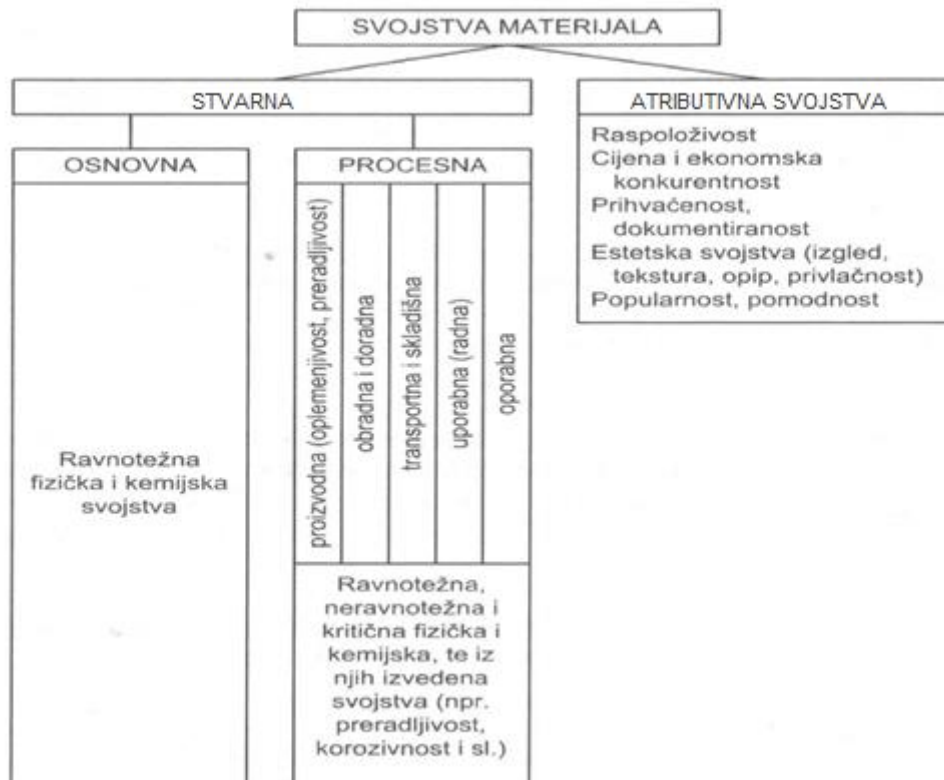 SVOJSTVA MATERIJALA
STVARNA
ATRIBUTIVNA SVOJSTVA
Raspoloživost
Cijena i ekonomska
konkurentnost
Prihvaćenost,
dokumentiranost
Estetska svojstva (izgled,
tekstura, opip, privlačnost)
Popularnost, pomodnost
OSNOVNA
Ravnotežna
fizička i kemijska
svojstva
PROCESNA
proizvodna (oplemenjivost, preradljivost)
obradna i doradna
transportna i skladišna
uporabna (radna)
oporabna
Ravnotežna,
neravnotežna i
kritična fizička i
kemijska, te iz
njih izvedena
svojstva (npr.
preradljivost,
korozivnost i sl.)